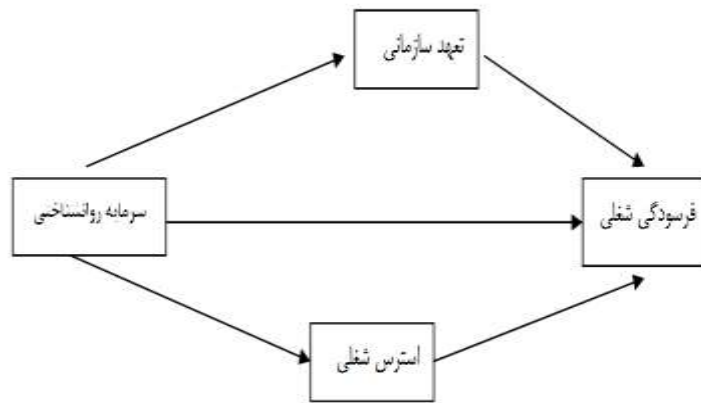 تعهد سازمانی
سرمایه روانشناختی
فرسودگی شغلی
استرس شغلی